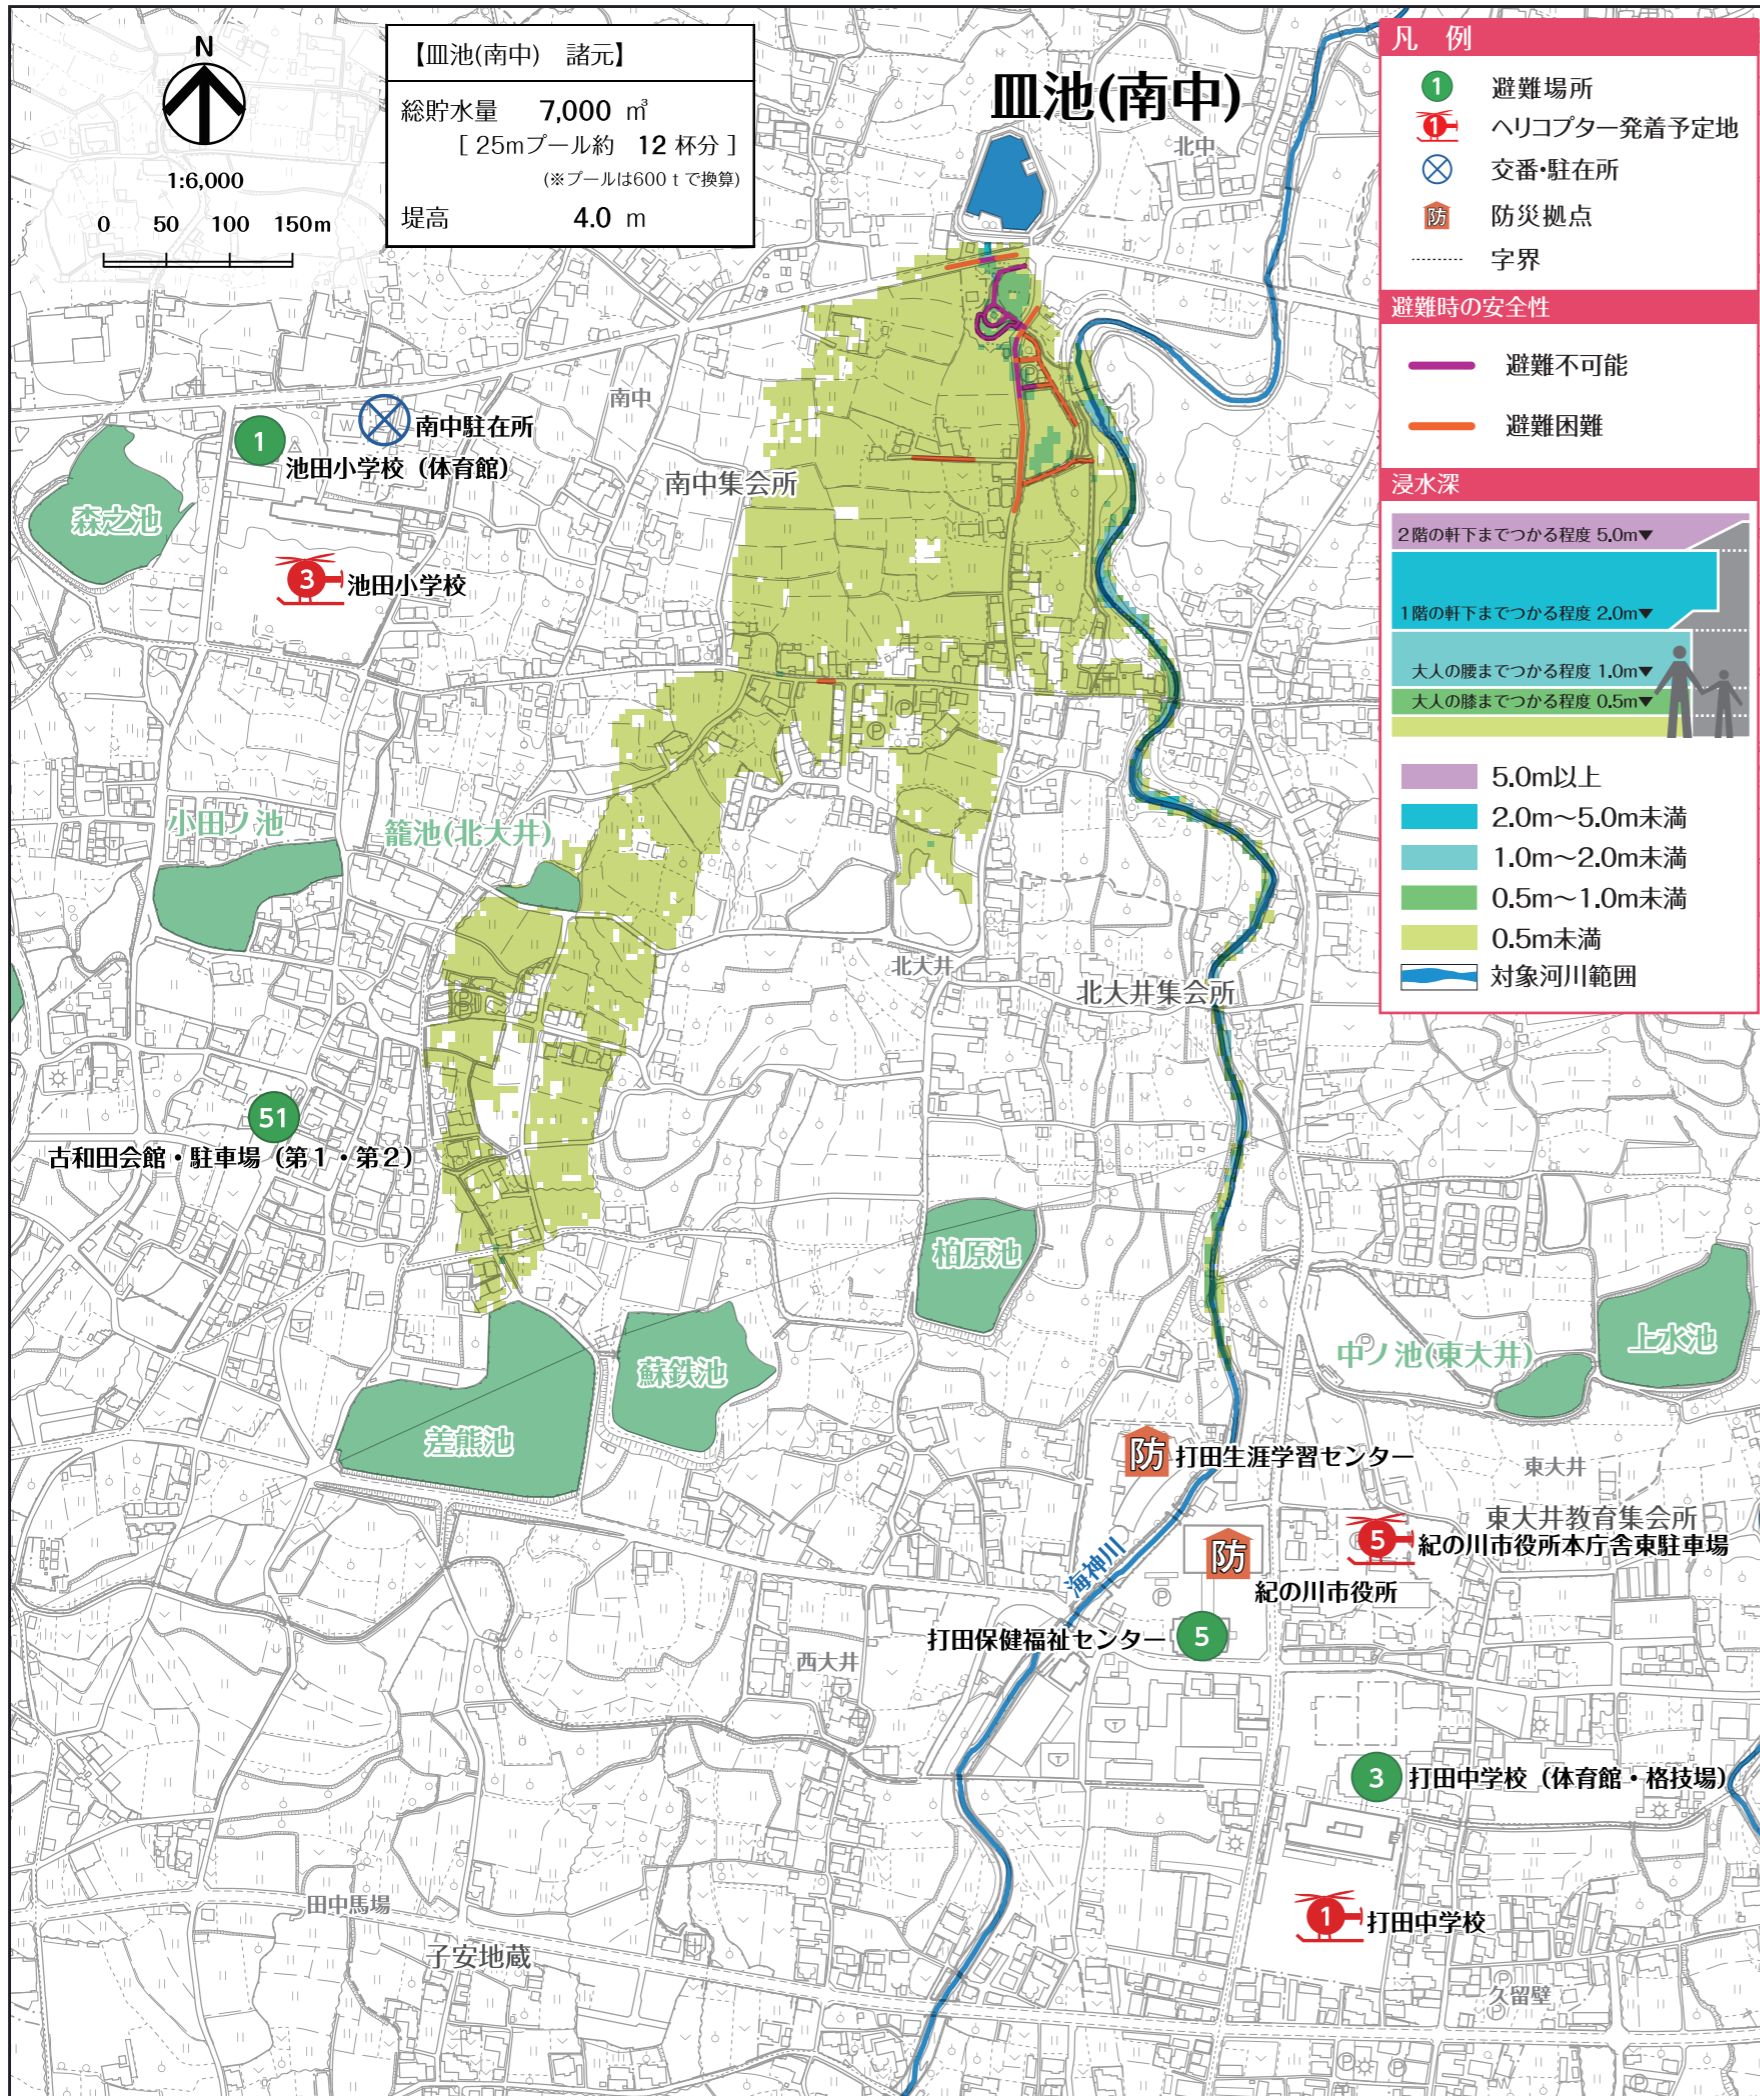 N
1:6,000
0 50 100 150m
【皿池(南中) 諸元】
総貯水量 7,000 ㎥
[ 25mプール約 12 杯分 ]
(※プールは600 t で換算)
堤高 4.0 m
皿池(南中)
凡 例
1 避難場所
1 ヘリコプター発着予定地
交番・駐在所
防 防災拠点
字界
避難時の安全性
避難不可能
避難困難
浸水深
2階の軒下までつかる程度 5.0m▼
1階の軒下までつかる程度 2.0m▼
大人の腰までつかる程度 1.0m▼
大人の膝までつかる程度 0.5m▼
5.0m以上
2.0m～5.0m未満
1.0m～2.0m未満
0.5m～1.0m未満
0.5m未満
対象河川範囲
北中
南中
1
南中駐在所
池田小学校（体育館）
南中集会所
森之池
3 池田小学校
小田ノ池
籠池(北大井)
北大井
北大井集会所
51
古和田会館・駐車場（第1・第2）
柏原池
上水池
中ノ池(東大井)
蘇鉄池
差熊池
防 打田生涯学習センター
東大井
東大井教育集会所
5 紀の川市役所本庁舎東駐車場
防
紀の川市役所
海神川
打田保健福祉センター 5
西大井
3 打田中学校（体育館・格技場）
田中馬場
1 打田中学校
子安地蔵
久留壁